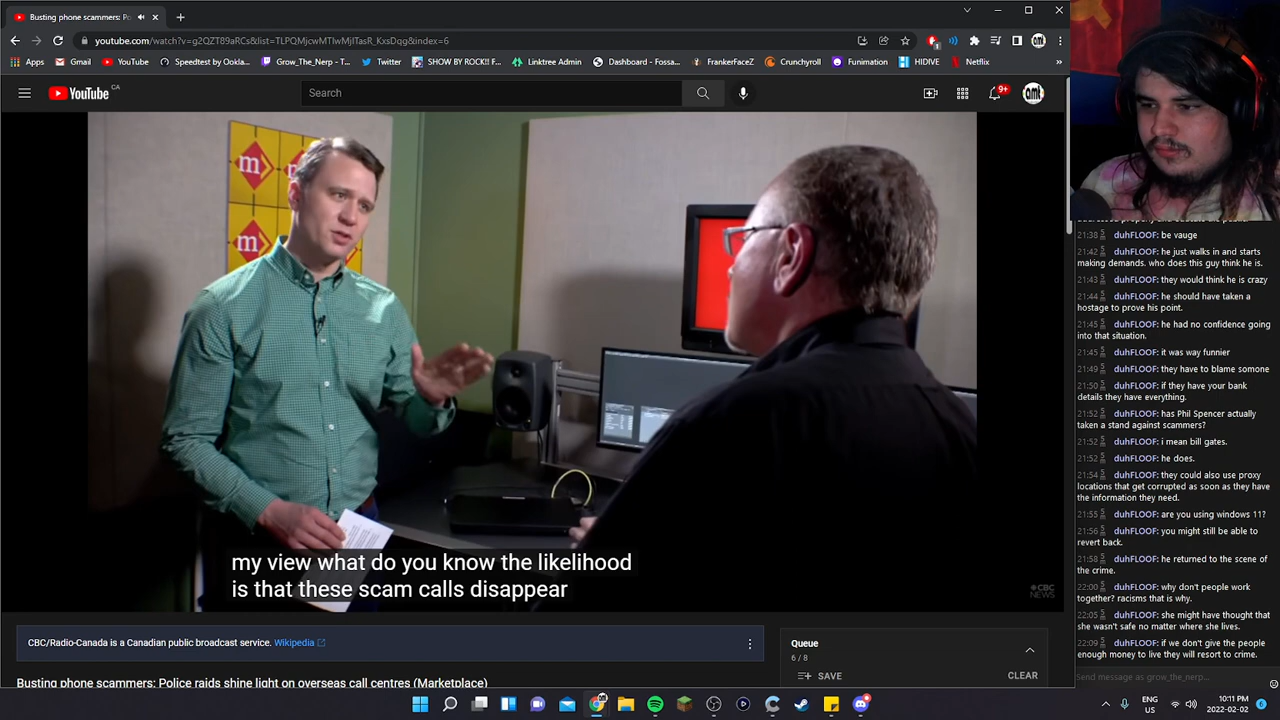 Busting phone scammers: Po
youtube.com/watch?v=g2QZT89aRCs&list=TLPQMjcwMTIwMjITasR_KxsDqg&index=6
Apps
Gmail
YouTube
Speedtest by Ookla...
Grow_The_Nerp - T...
Twitter
SHOW BY ROCK!! F...
Linktree Admin
Dashboard - Fossa...
FrankerFaceZ
Crunchyroll
Funimation
HIDIVE
Netflix
»
YouTube CA
Search
9+
amt
m
m
my view what do you know the likelihood
is that these scam calls disappear
CBC
NEWS
CBC/Radio-Canada is a Canadian public broadcast service. Wikipedia
Queue
6 / 8
SAVE
CLEAR
Busting phone scammers: Police raids shine light on overseas call centres (Marketplace)
21:38 duhFLOOF: be vauge
21:42 duhFLOOF: he just walks in and starts
making demands. who does this guy think he is.
21:43 duhFLOOF: they would think he is crazy
21:44 duhFLOOF: he should have taken a
hostage to prove his point.
21:45 duhFLOOF: he had no confidence going
into that situation.
21:45 duhFLOOF: it was way funnier
21:49 duhFLOOF: they have to blame somone
21:50 duhFLOOF: if they have your bank
details they have everything.
21:52 duhFLOOF: has Phil Spencer actually
taken a stand against scammers?
21:52 duhFLOOF: i mean bill gates.
21:52 duhFLOOF: he does.
21:54 duhFLOOF: they could also use proxy
locations that get corrupted as soon as they have
the information they need.
21:55 duhFLOOF: are you using windows 11?
21:56 duhFLOOF: you might still be able to
revert back.
21:58 duhFLOOF: he returned to the scene of
the crime.
22:00 duhFLOOF: why don't people work
together? racisms that is why.
22:05 duhFLOOF: she might have thought that
she wasn't safe no matter where she lives.
22:09 duhFLOOF: if we don't give the people
enough money to live they will resort to crime.
Send message as grow_the_nerp...
ENG
US
10:11 PM
2022-02-02
6